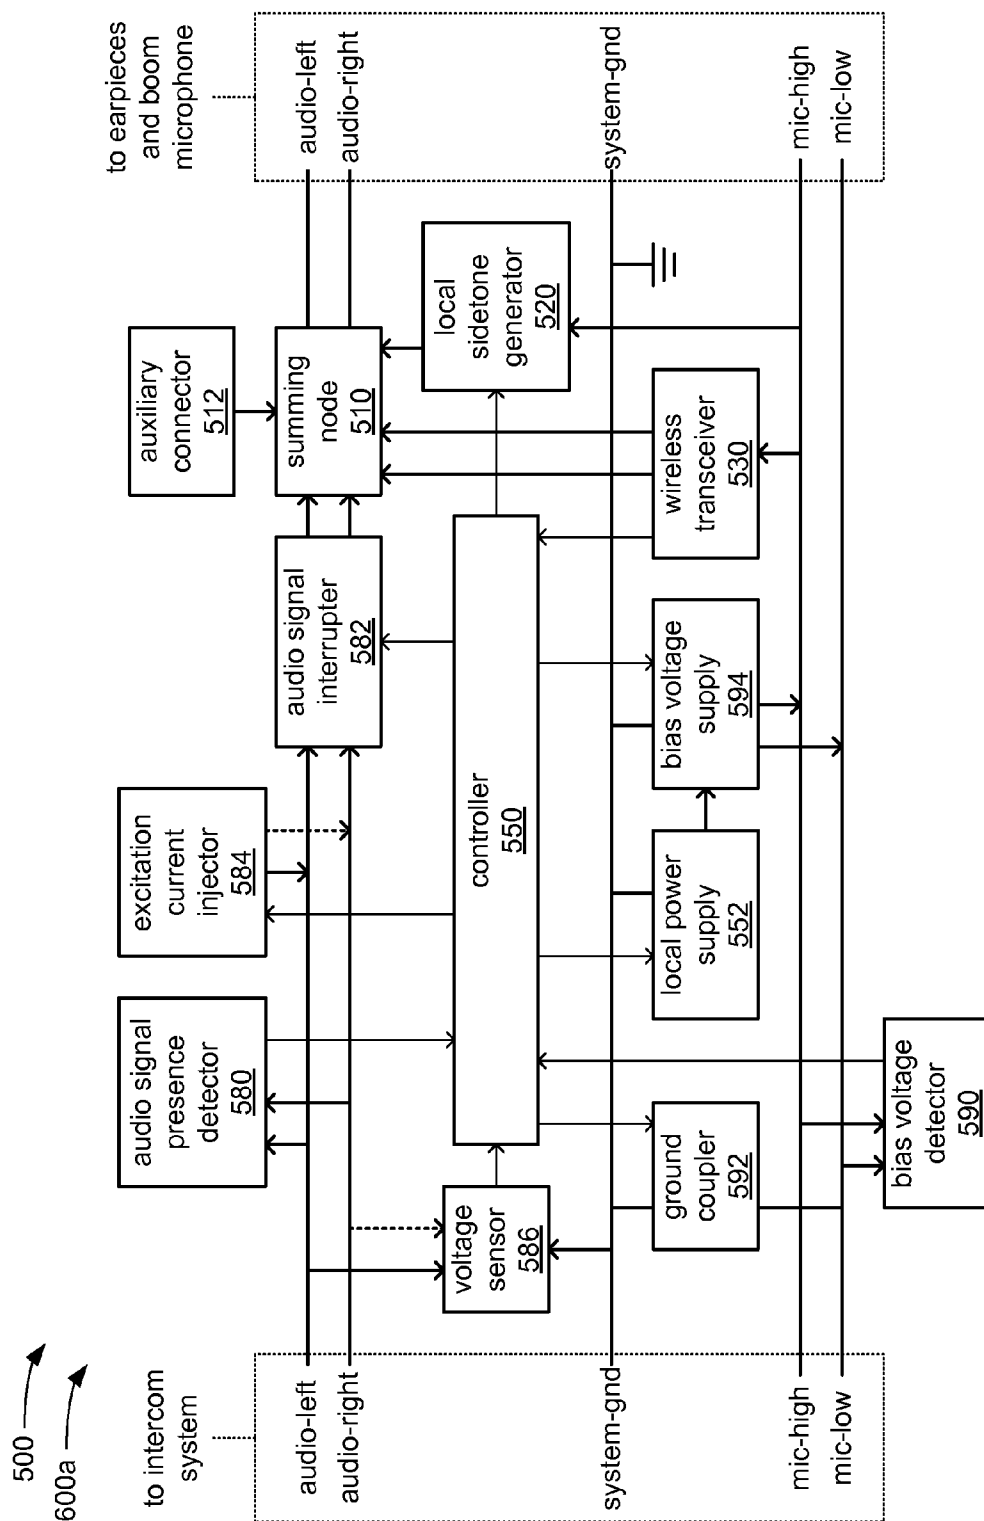 500
600a
to intercom
system
audio-left
audio-right
system-gnd
mic-high
mic-low
audio signal
presence
detector
580
excitation
current
injector
584
auxiliary
connector
512
audio signal
interrupter
582
summing
node
510
voltage
sensor
586
controller
550
local
sidetone
generator
520
ground
coupler
592
local power
supply
552
bias voltage
supply
594
wireless
transceiver
530
bias voltage
detector
590
to earpieces
and boom
microphone
audio-left
audio-right
system-gnd
mic-high
mic-low